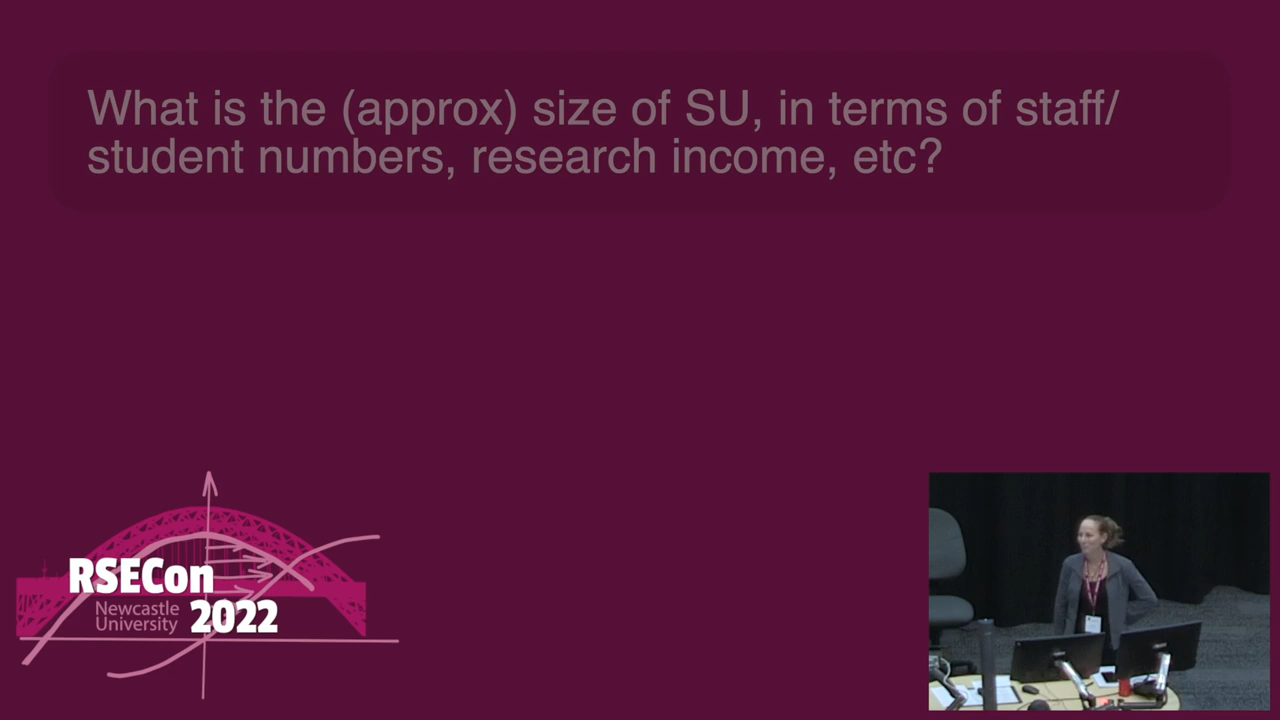 What is the (approx) size of SU, in terms of staff/
student numbers, research income, etc?
RSECon
Newcastle
University
2022